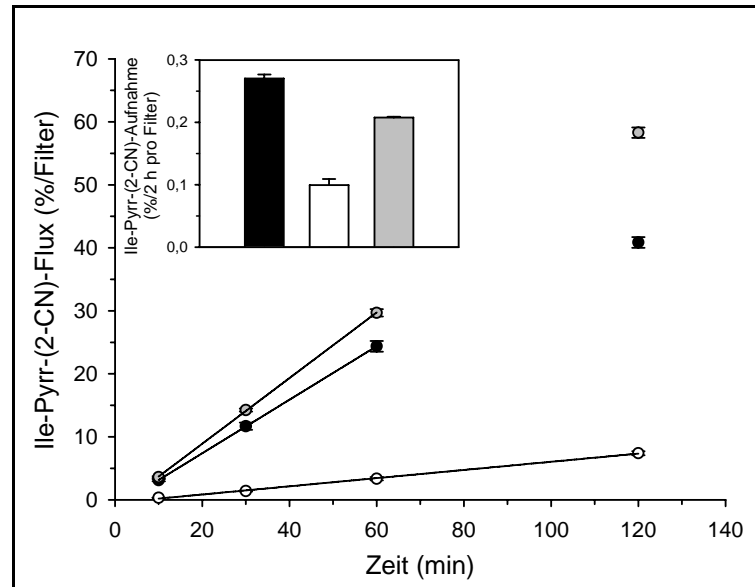 Ile-Pyrr-(2-CN)-Flux (%/Filter)
70
60
50
40
30
20
10
0
Ile-Pyrr-(2-CN)-Aufnahme
(%/2 h pro Filter)
0,3
0,2
0,1
0,0
0 20 40 60 80 100 120 140
Zeit (min)